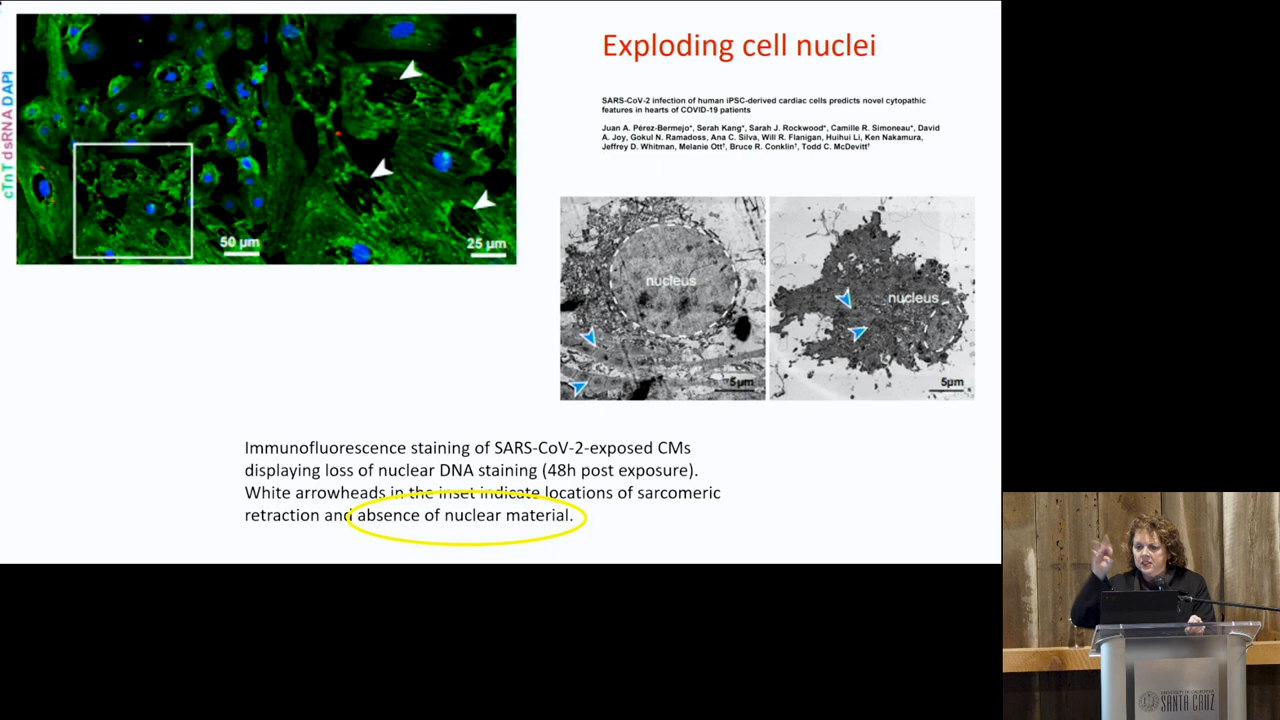 Exploding cell nuclei
cTnT dsRNA DAPI
50 µm
25 µm
SARS-CoV-2 infection of human iPSC-derived cardiac cells predicts novel cytopathic
features in hearts of COVID-19 patients
Juan A. Pérez-Bermejo*, Serah Kang*, Sarah J. Rockwood*, Camille R. Simoneau*, David
A. Joy, Gokul N. Ramadoss, Ana C. Silva, Will R. Flanigan, Huihui Li, Ken Nakamura,
Jeffrey D. Whitman, Melanie Ott†, Bruce R. Conklin†, Todd C. McDevitt†
nucleus
5µm
nucleus
5µm
Immunofluorescence staining of SARS-CoV-2-exposed CMs
displaying loss of nuclear DNA staining (48h post exposure).
White arrowheads in the inset indicate locations of sarcomeric
retraction and absence of nuclear material.
UNIVERSITY OF CALIFORNIA
SANTA CRUZ